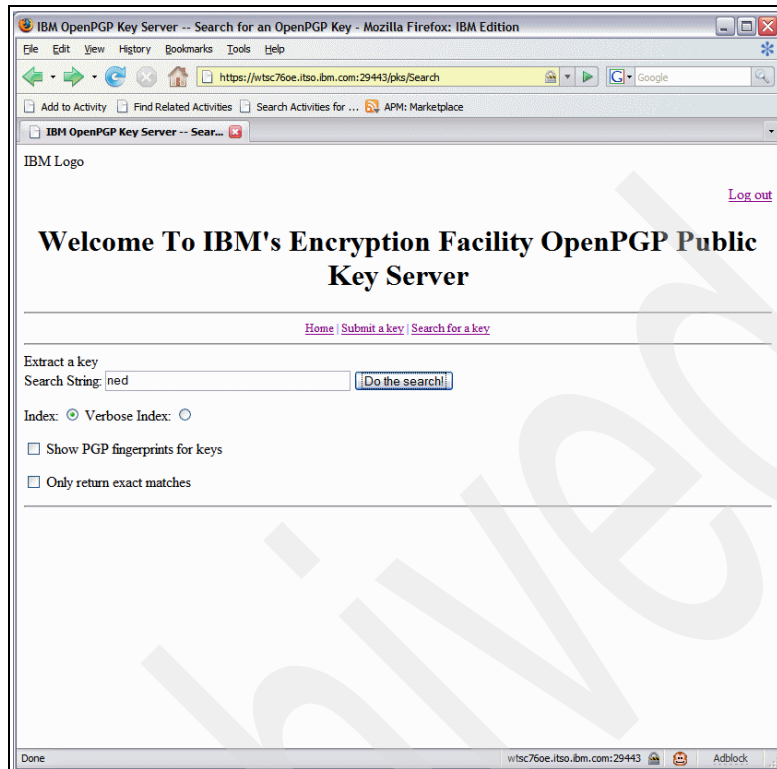 IBM OpenPGP Key Server -- Search for an OpenPGP Key - Mozilla Firefox: IBM Edition
File Edit View History Bookmarks Tools Help
https://wtsc76oe.itso.ibm.com:29443/pks/Search
G Google
Add to Activity Find Related Activities Search Activities for ... APM: Marketplace
IBM OpenPGP Key Server -- Sear...
IBM Logo
Log out
Welcome To IBM's Encryption Facility OpenPGP Public
Key Server
Home | Submit a key | Search for a key
Extract a key
Search String: ned Do the search!
Index: Verbose Index:
Show PGP fingerprints for keys
Only return exact matches
hived
Done wtsc76oe.itso.ibm.com:29443 Adblock